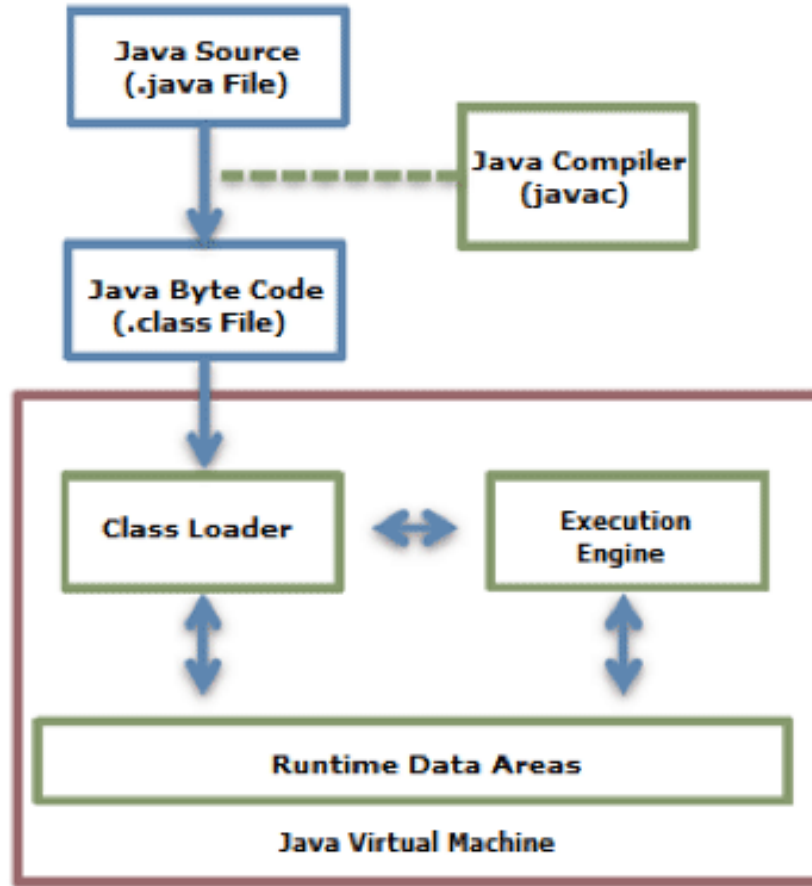 Java Source
(.java File)
Java Compiler
(javac)
Java Byte Code
(.class File)
Class Loader
Execution
Engine
Runtime Data Areas
Java Virtual Machine